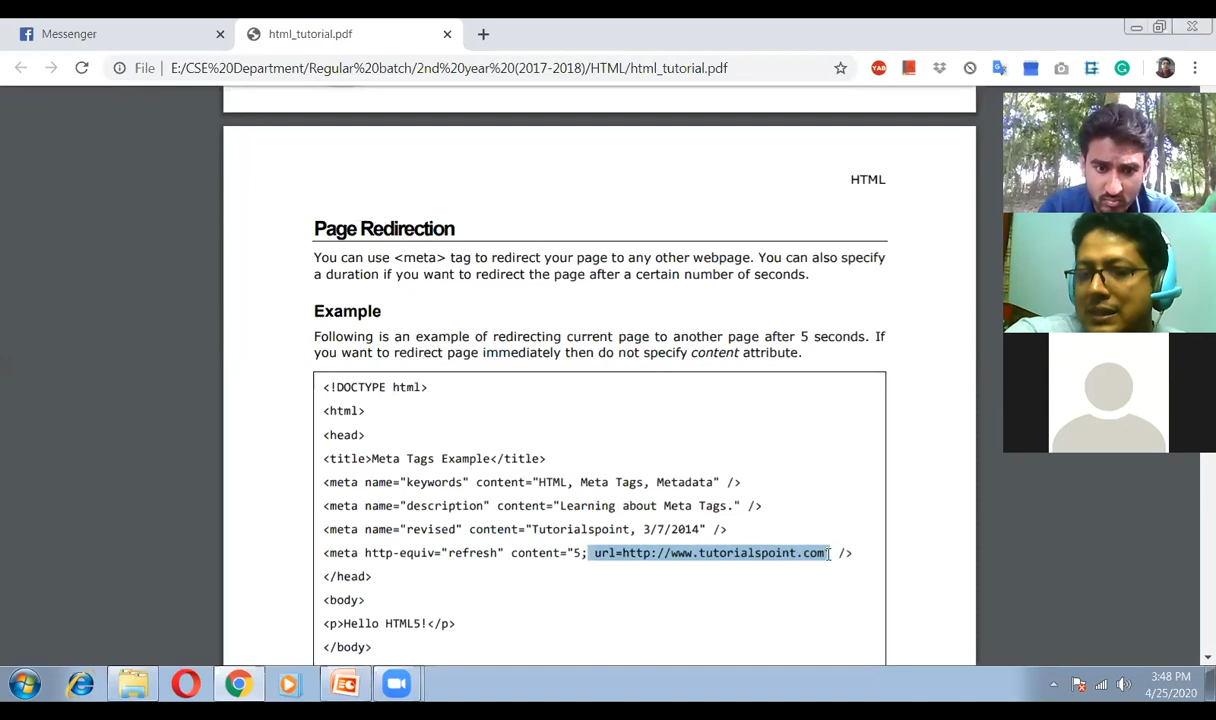 Messenger
html_tutorial.pdf
File
E:/CSE%20Department/Regular%20batch/2nd%20year%20(2017-2018)/HTML/html_tutorial.pdf
YAB
HTML
Page Redirection
You can use <meta> tag to redirect your page to any other webpage. You can also specify
a duration if you want to redirect the page after a certain number of seconds.
Example
Following is an example of redirecting current page to another page after 5 seconds. If
you want to redirect page immediately then do not specify content attribute.
<!DOCTYPE html>
<html>
<head>
<title>Meta Tags Example</title>
<meta name="keywords" content="HTML, Meta Tags, Metadata" />
<meta name="description" content="Learning about Meta Tags." />
<meta name="revised" content="Tutorialspoint, 3/7/2014" />
<meta http-equiv="refresh" content="5; url=http://www.tutorialspoint.com" />
</head>
<body>
<p>Hello HTML5!</p>
</body>
3:48 PM
4/25/2020